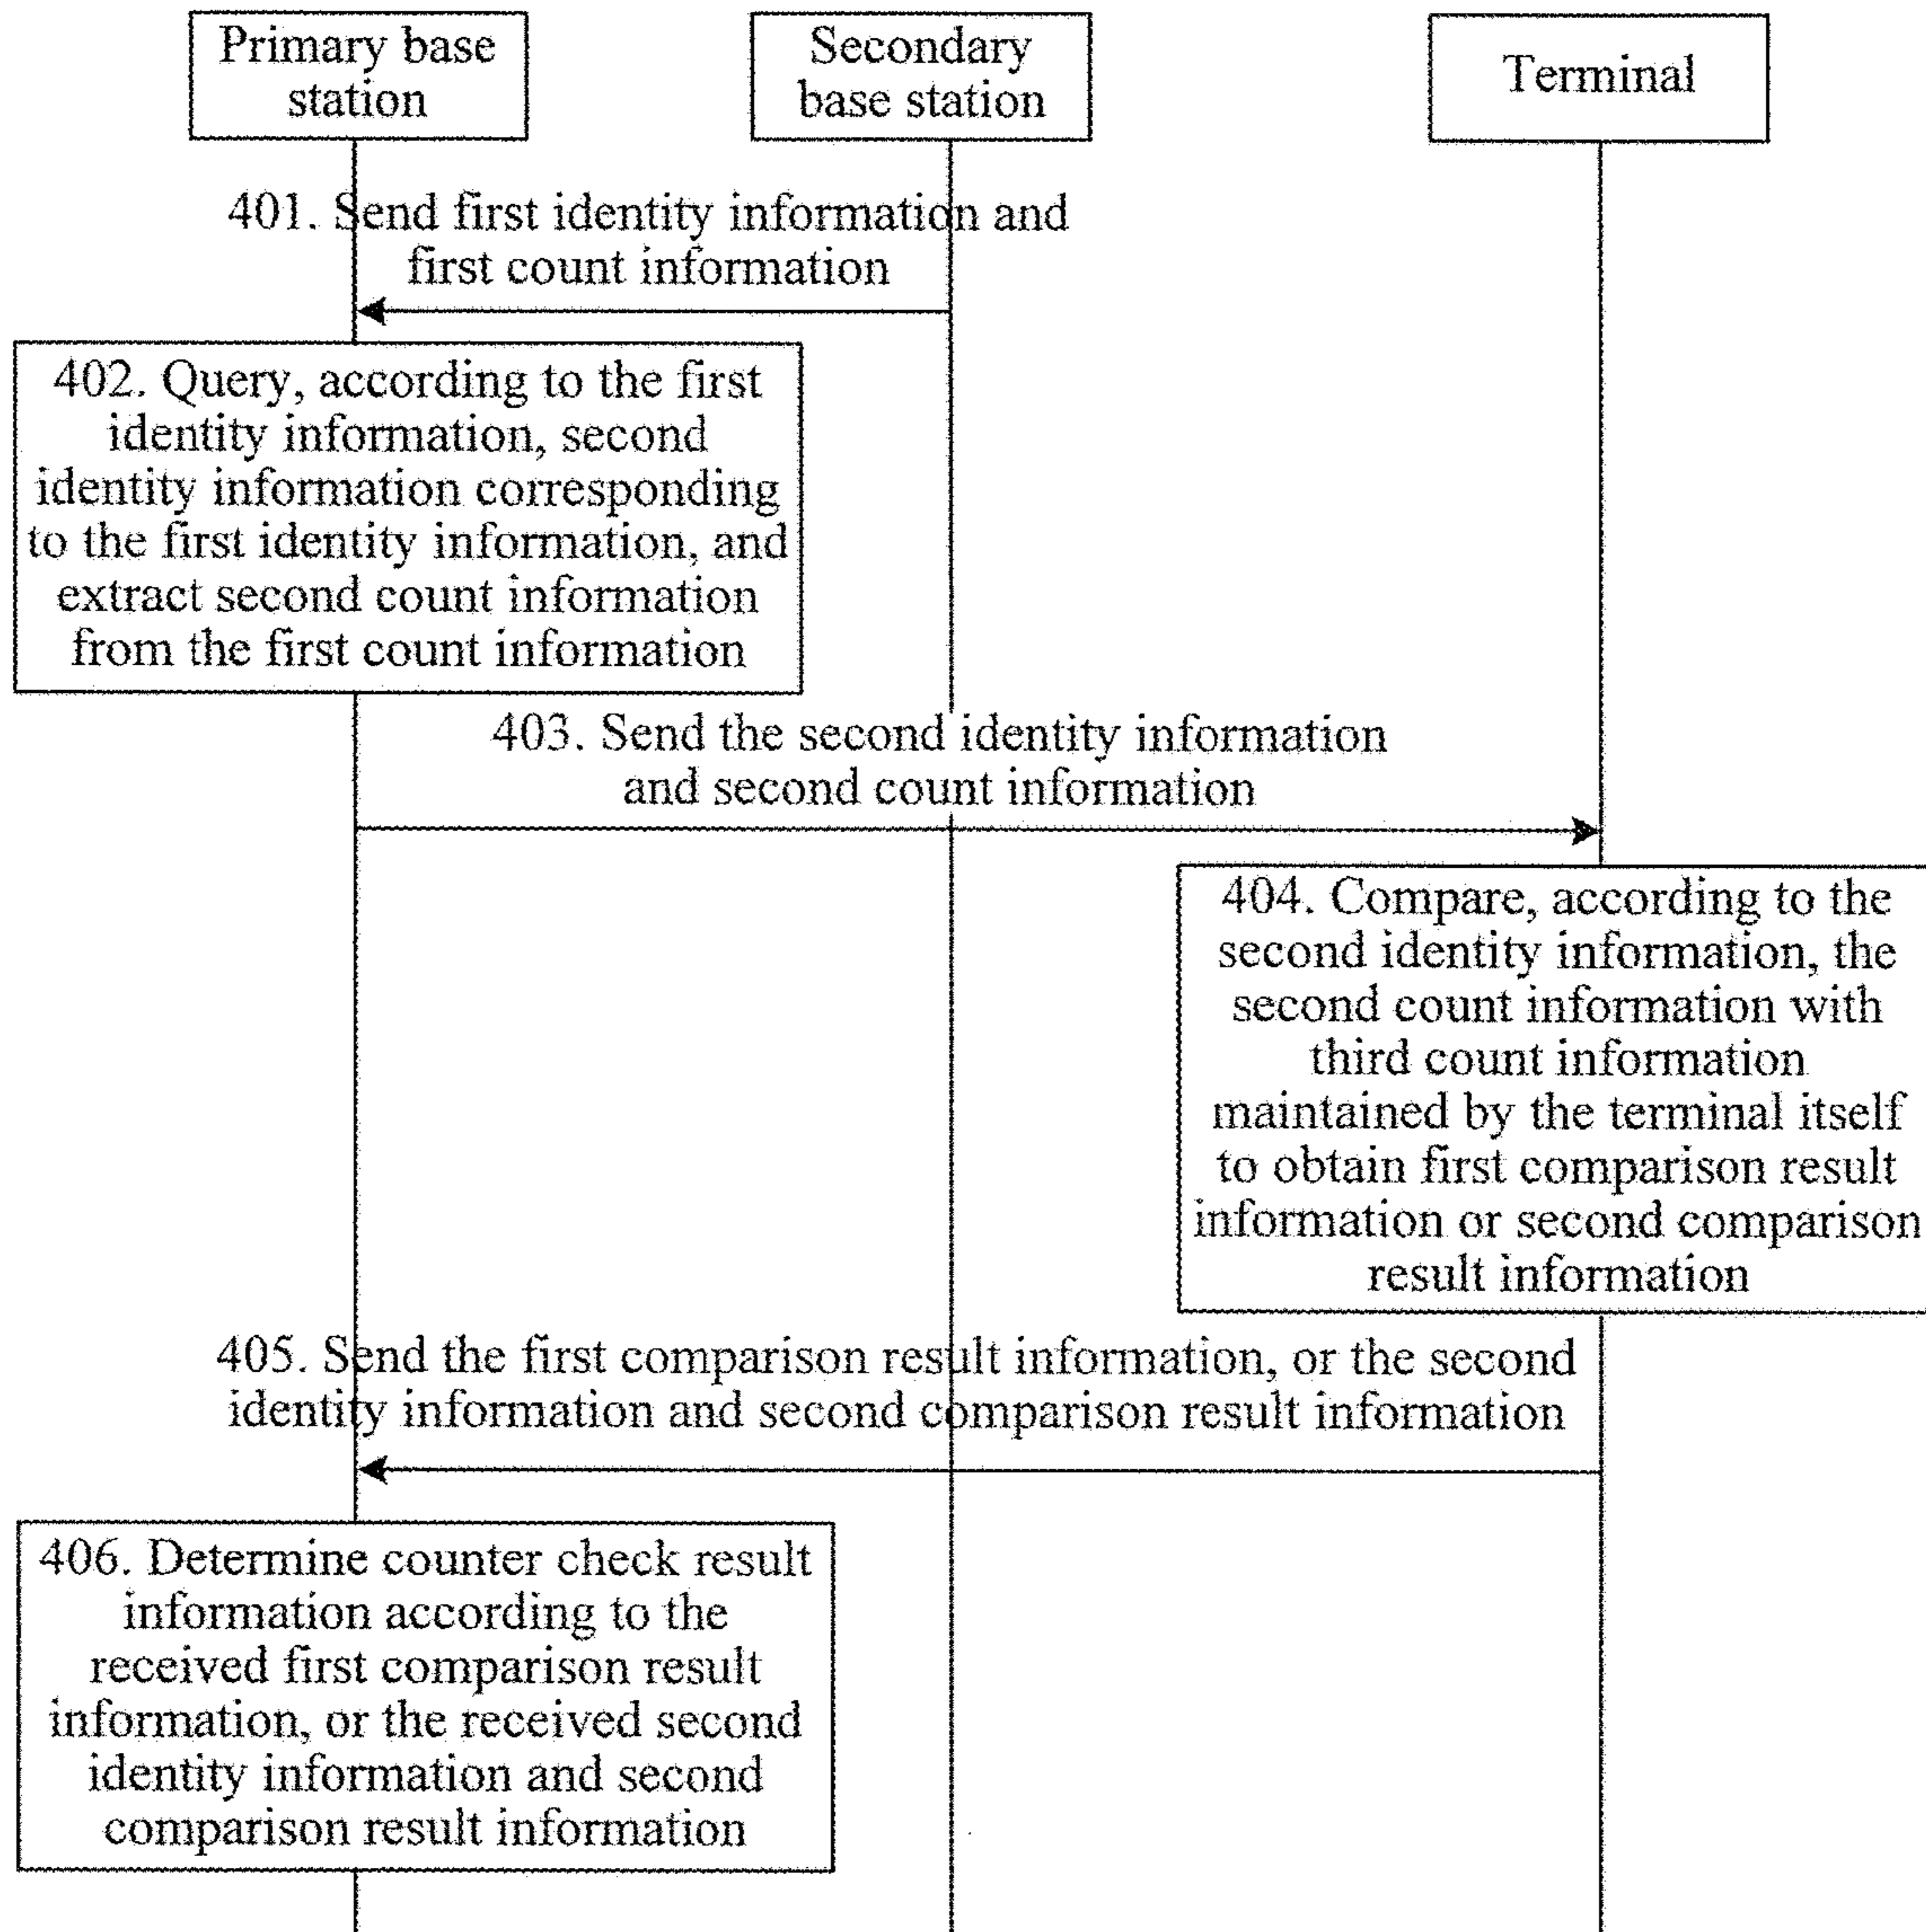 Primary base
station
Secondary
base station
Terminal
401. Send first identity information and
first count information
402. Query, according to the first
identity information, second
identity information corresponding
to the first identity information, and
extract second count information
from the first count information
403. Send the second identity information
and second count information
404. Compare, according to the
second identity information, the
second count information with
third count information
maintained by the terminal itself
to obtain first comparison result
information or second comparison
result information
405. Send the first comparison result information, or the second
identity information and second comparison result information
406. Determine counter check result
information according to the
received first comparison result
information, or the received second
identity information and second
comparison result information